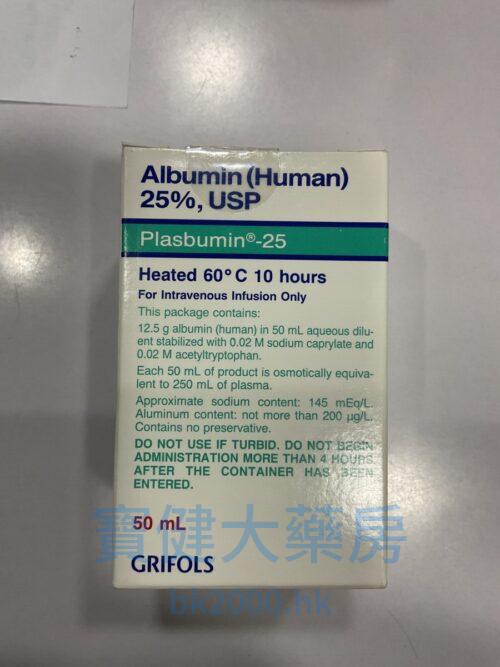 Albumin (Human)
25%, USP
Plasbumin®-25
Heated 60° C 10 hours
For Intravenous Infusion Only
This package contains:
12.5 g albumin (human) in 50 mL aqueous dilu-
ent stabilized with 0.02 M sodium caprylate and
0.02 M acetyltryptophan.
Each 50 mL of product is osmotically equiva-
lent to 250 mL of plasma.
Approximate sodium content: 145 mEq/L.
Aluminum content: not more than 200 µg/L.
Contains no preservative.
DO NOT USE IF TURBID. DO NOT BEGIN
ADMINISTRATION MORE THAN 4 HOURS
AFTER THE CONTAINER HAS BEEN
ENTERED.
50 mL
寶健大藥房
GRIFOLS
bk2000.hk